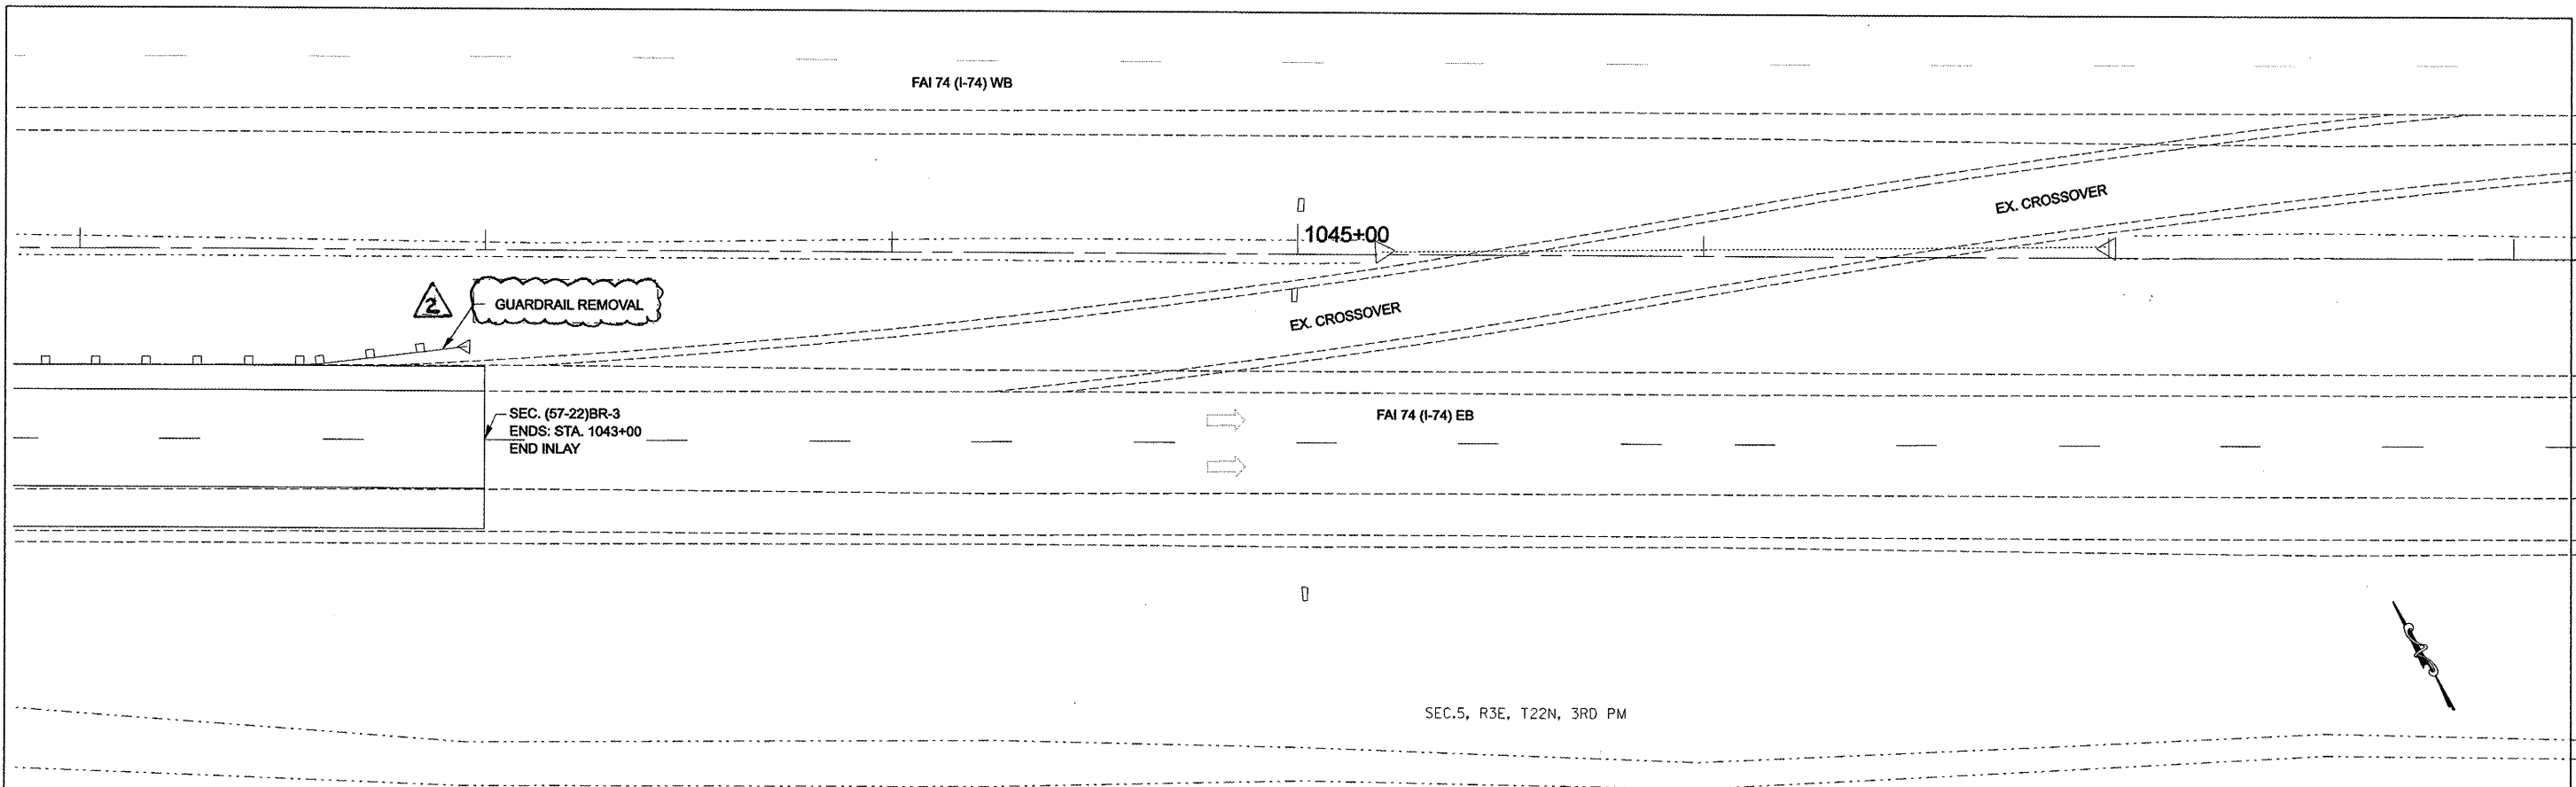 FAI 74 (I-74) WB
EX. CROSSOVER
1045+00
2
GUARDRAIL REMOVAL
EX. CROSSOVER
SEC. (57-22)BR-3
ENDS: STA. 1043+00
END INLAY
FAI 74 (I-74) EB
SEC.5, R3E, T22N, 3RD PM